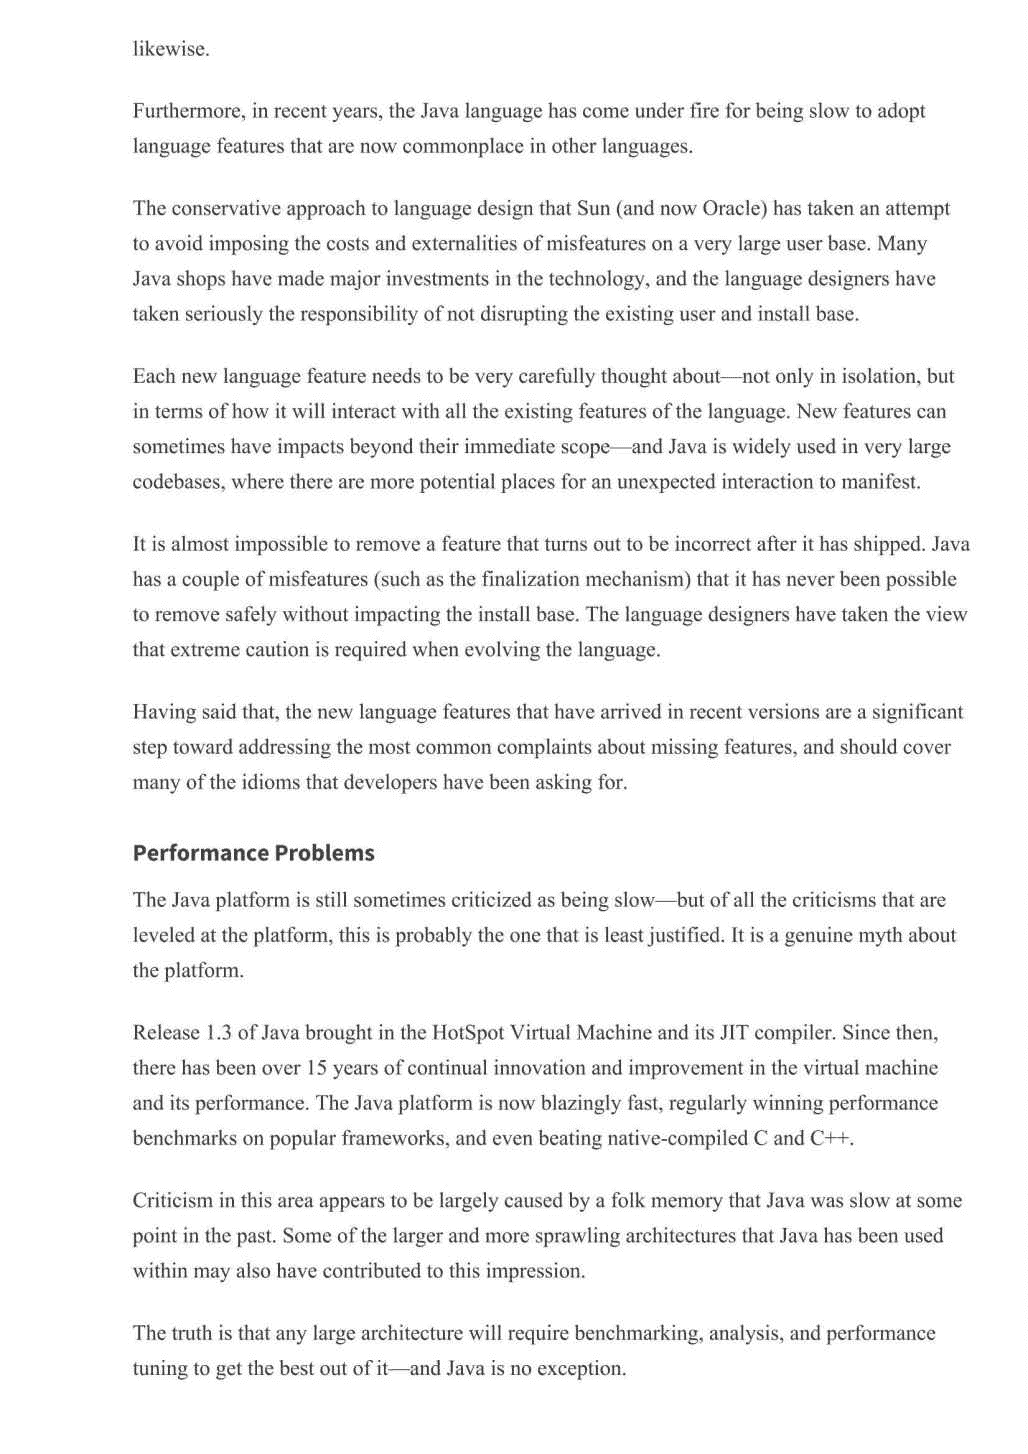 likewise.
Furthermore, in recent years, the Java language has come under fire for being slow to adopt
language features that are now commonplace in other languages.
The conservative approach to language design that Sun (and now Oracle) has taken an attempt
to avoid imposing the costs and externalities of misfeatures on a very large user base. Many
Java shops have made major investments in the technology, and the language designers have
taken seriously the responsibility of not disrupting the existing user and install base.
Each new language feature needs to be very carefully thought about—not only in isolation, but
in terms of how it will interact with all the existing features of the language. New features can
sometimes have impacts beyond their immediate scope—and Java is widely used in very large
codebases, where there are more potential places for an unexpected interaction to manifest.
It is almost impossible to remove a feature that turns out to be incorrect after it has shipped. Java
has a couple of misfeatures (such as the finalization mechanism) that it has never been possible
to remove safely without impacting the install base. The language designers have taken the view
that extreme caution is required when evolving the language.
Having said that, the new language features that have arrived in recent versions are a significant
step toward addressing the most common complaints about missing features, and should cover
many of the idioms that developers have been asking for.
Performance Problems
The Java platform is still sometimes criticized as being slow—but of all the criticisms that are
leveled at the platform, this is probably the one that is least justified. It is a genuine myth about
the platform.
Release 1.3 of Java brought in the HotSpot Virtual Machine and its JIT compiler. Since then,
there has been over 15 years of continual innovation and improvement in the virtual machine
and its performance. The Java platform is now blazingly fast, regularly winning performance
benchmarks on popular frameworks, and even beating native-compiled C and C++.
Criticism in this area appears to be largely caused by a folk memory that Java was slow at some
point in the past. Some of the larger and more sprawling architectures that Java has been used
within may also have contributed to this impression.
The truth is that any large architecture will require benchmarking, analysis, and performance
tuning to get the best out of it—and Java is no exception.